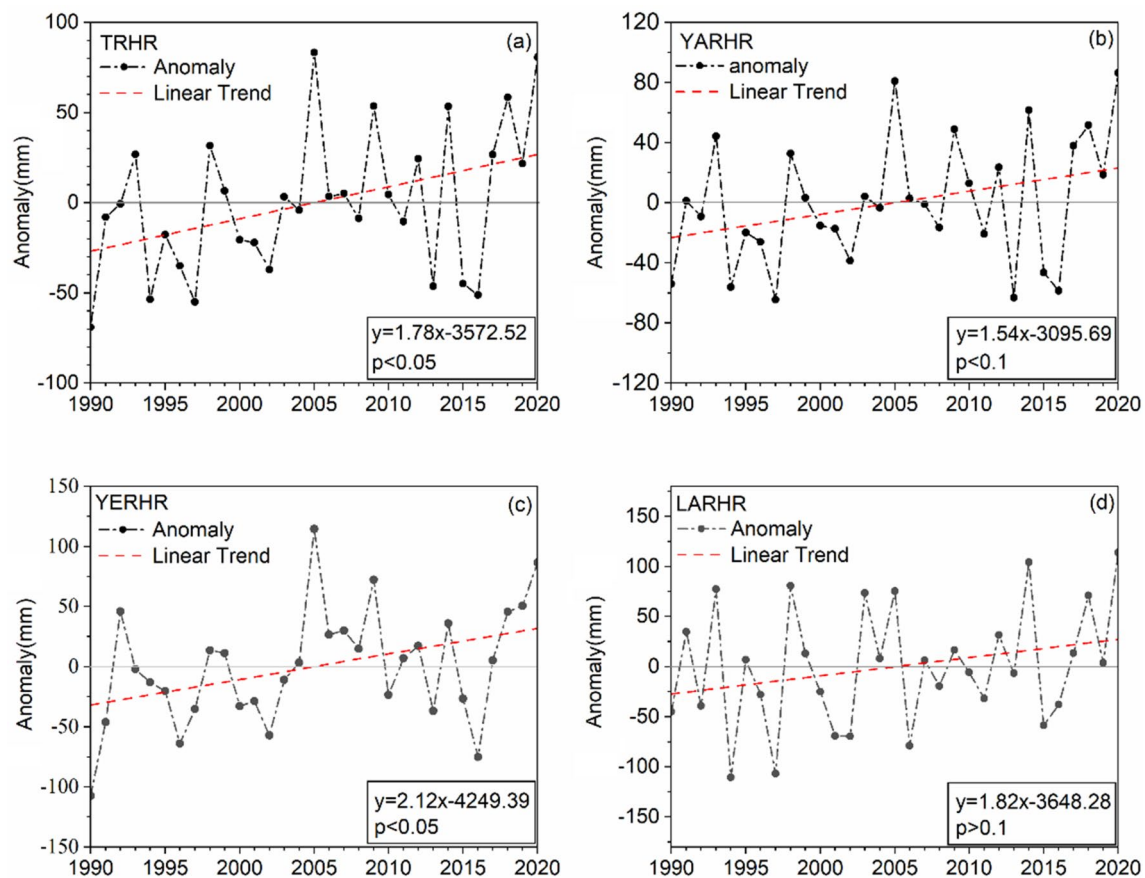 TRHR
(a)
Anomaly
Linear Trend
Anomaly(mm)
100
50
0
-50
-100
y=1.78x-3572.52
p<0.05
1990 1995 2000 2005 2010 2015 2020
YARHR
(b)
anomaly
Linear Trend
Anomaly(mm)
120
80
40
0
-40
-80
-120
y=1.54x-3095.69
p<0.1
1990 1995 2000 2005 2010 2015 2020
YERHR
(c)
Anomaly
Linear Trend
Anomaly(mm)
150
100
50
0
-50
-100
-150
y=2.12x-4249.39
p<0.05
1990 1995 2000 2005 2010 2015 2020
LARHR
(d)
Anomaly
Linear Trend
Anomaly(mm)
150
100
50
0
-50
-100
-150
y=1.82x-3648.28
p>0.1
1990 1995 2000 2005 2010 2015 2020